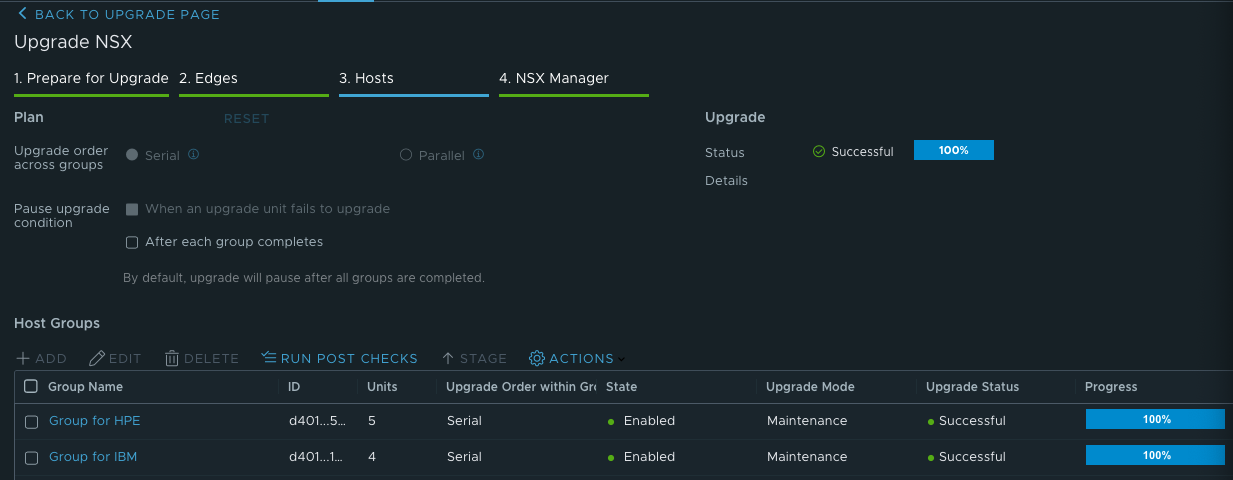 BACK TO UPGRADE PAGE
Upgrade NSX
1. Prepare for Upgrade 2. Edges 3. Hosts 4. NSX Manager
Plan RESET Upgrade
Upgrade order across groups Serial Parallel
Status Successful 100%
Details
Pause upgrade condition When an upgrade unit fails to upgrade
After each group completes
By default, upgrade will pause after all groups are completed.
Host Groups
ADD EDIT DELETE RUN POST CHECKS STAGE ACTIONS
Group Name ID Units Upgrade Order within Gro State Upgrade Mode Upgrade Status Progress
Group for HPE d401...5... 5 Serial Enabled Maintenance Successful 100%
Group for IBM d401...1... 4 Serial Enabled Maintenance Successful 100%